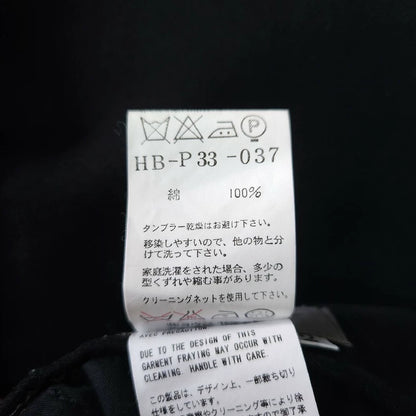 HB-P33-037
綿 100%
タンブラー乾燥はお避け下さい。
移染しやすいので、他の物と分
けて洗って下さい。
家庭洗濯をされた場合、多少の
型くずれや縮む事があります。
クリーニングネットを使用して下さい。
DUE TO THE DESIGN OF THIS
GARMENT FRAYING MAY OCCUR WITH
CLEANING. HANDLE WITH CARE.
この製品は、デザイン上、一部断ち切り